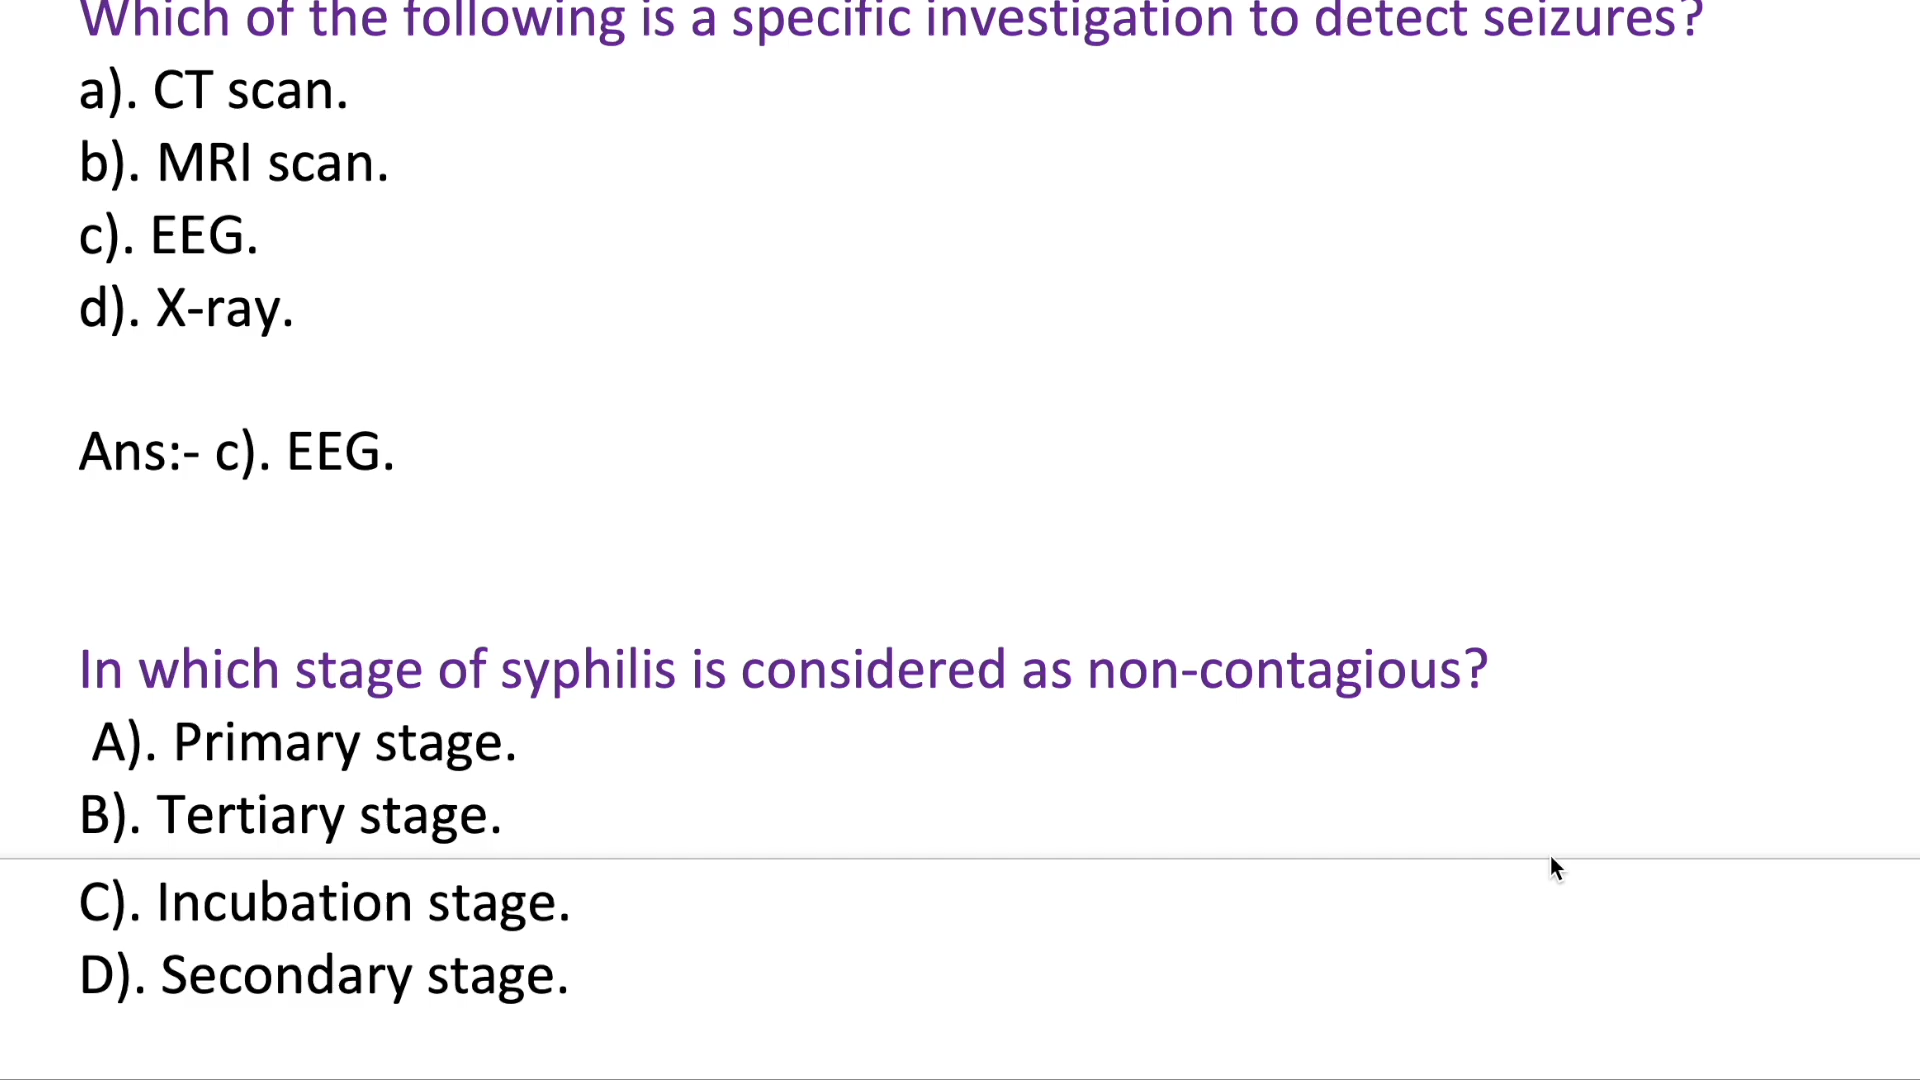 Which of the following is a specific investigation to detect seizures?
a). CT scan.
b). MRI scan.
c). EEG.
d). X-ray.
Ans:- c). EEG.
In which stage of syphilis is considered as non-contagious?
A). Primary stage.
B). Tertiary stage.
C). Incubation stage.
D). Secondary stage.